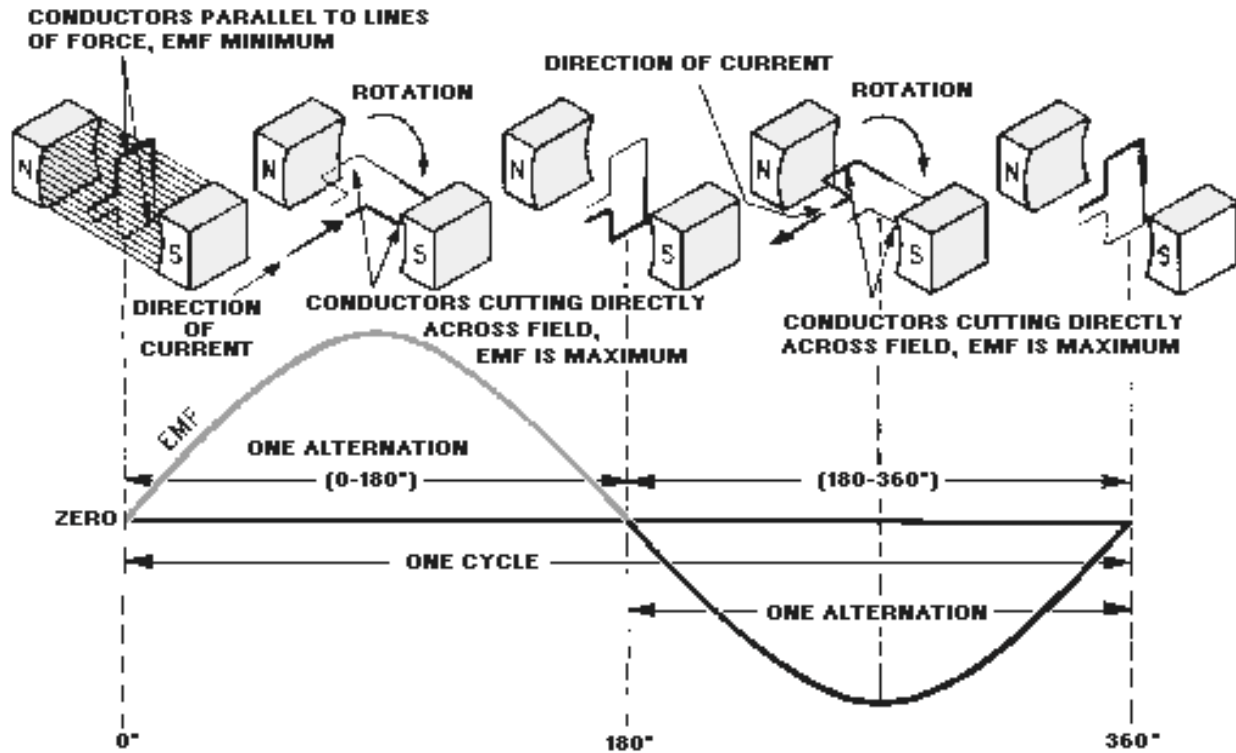 CONDUCTORS PARALLEL TO LINES
OF FORCE, EMF MINIMUM
DIRECTION OF CURRENT
ROTATION
ROTATION
N
S
N
S
N
S
N
S
N
S
DIRECTION
OF
CURRENT
CONDUCTORS CUTTING DIRECTLY
ACROSS FIELD,
EMF IS MAXIMUM
CONDUCTORS CUTTING DIRECTLY
ACROSS FIELD, EMF IS MAXIMUM
EMF
ONE ALTERNATION
(0-180°)
(180-360°)
ZERO
ONE CYCLE
ONE ALTERNATION
0°
180°
360°